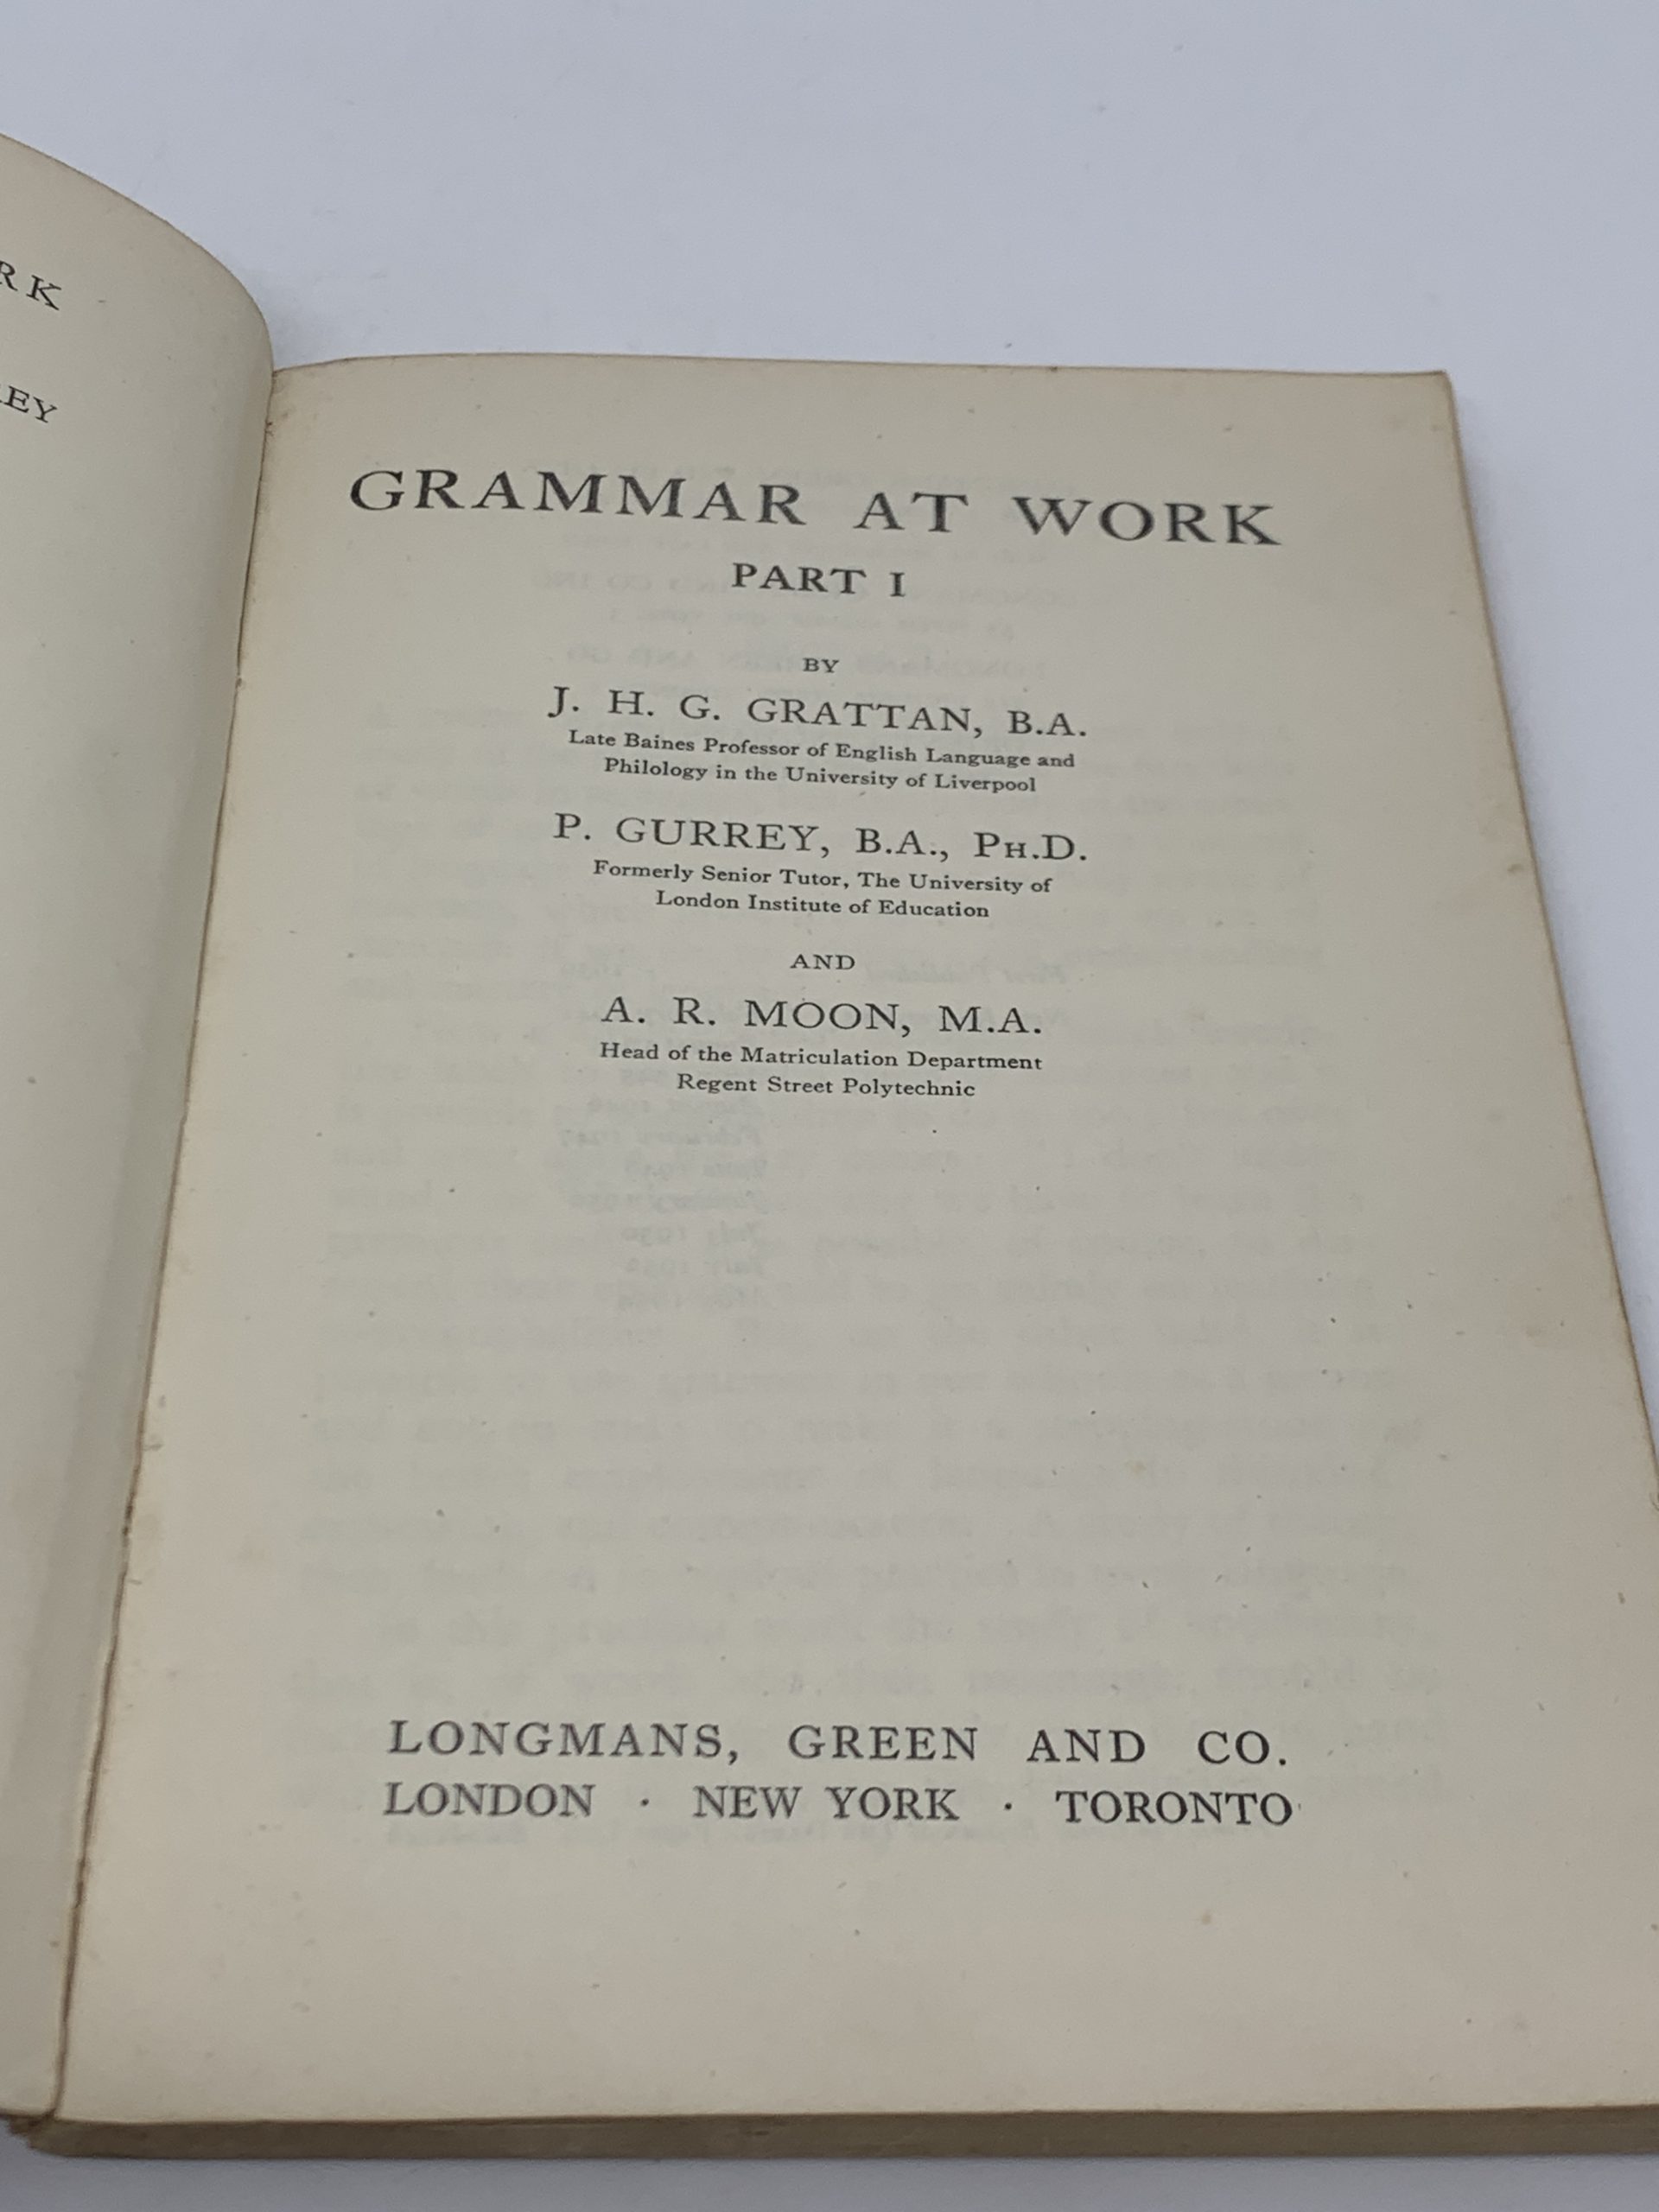 RK
EY
GRAMMAR AT WORK
PART I
BY
J. H. G. GRATTAN, B.A.
Late Baines Professor of English Language and
Philology in the University of Liverpool
P. GURREY, B.A., PH.D.
Formerly Senior Tutor, The University of
London Institute of Education
AND
A. R. MOON, M.A.
Head of the Matriculation Department
Regent Street Polytechnic
LONGMANS, GREEN AND CO.
LONDON · NEW YORK · TORONTO